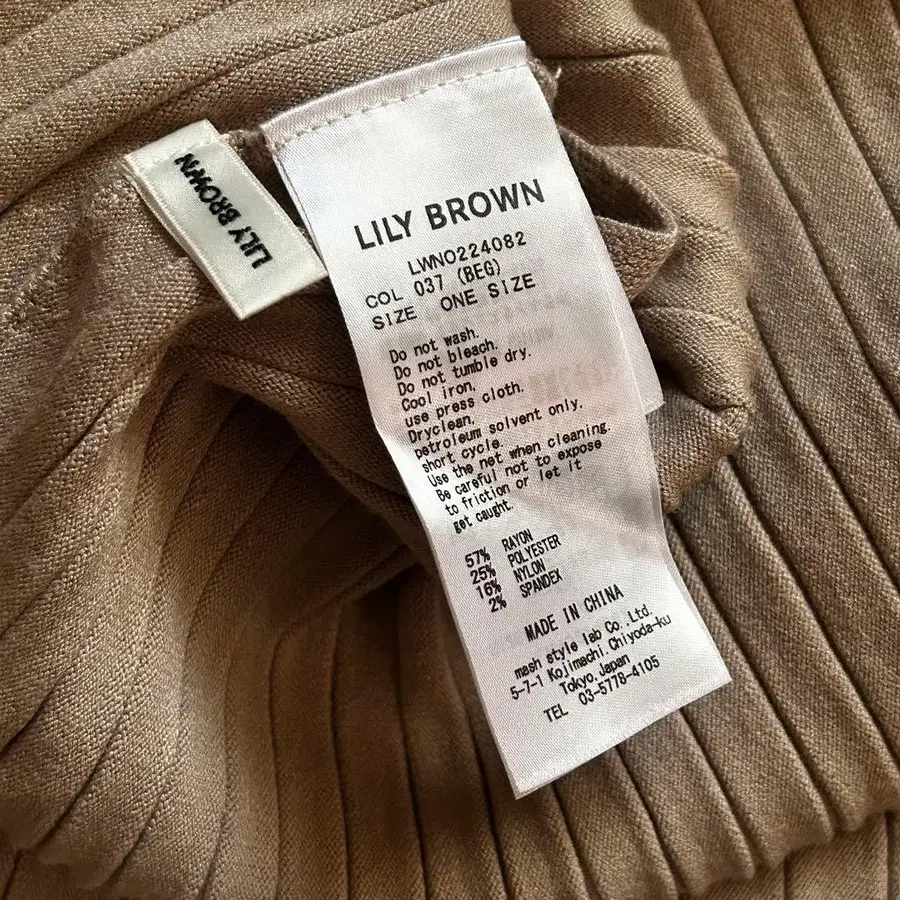 LILY BROWN
LILY BROWN
LWNO224082
COL 037 (BEG)
SIZE ONE SIZE
Do not wash.
Do not bleach.
Do not tumble dry.
Cool iron,
use press cloth.
Dryclean,
petroleum solvent only.
short cycle.
Use the net when cleaning.
Be careful not to expose
to friction or let it
get caught.
57% RAYON
25% POLYESTER
16% NYLON
2% SPANDEX
MADE IN CHINA
mash style lab Co.,Ltd.
5-7-1 Kojimachi.Chiyoda-ku
Tokyo.Japan
TEL 03-5778-4105